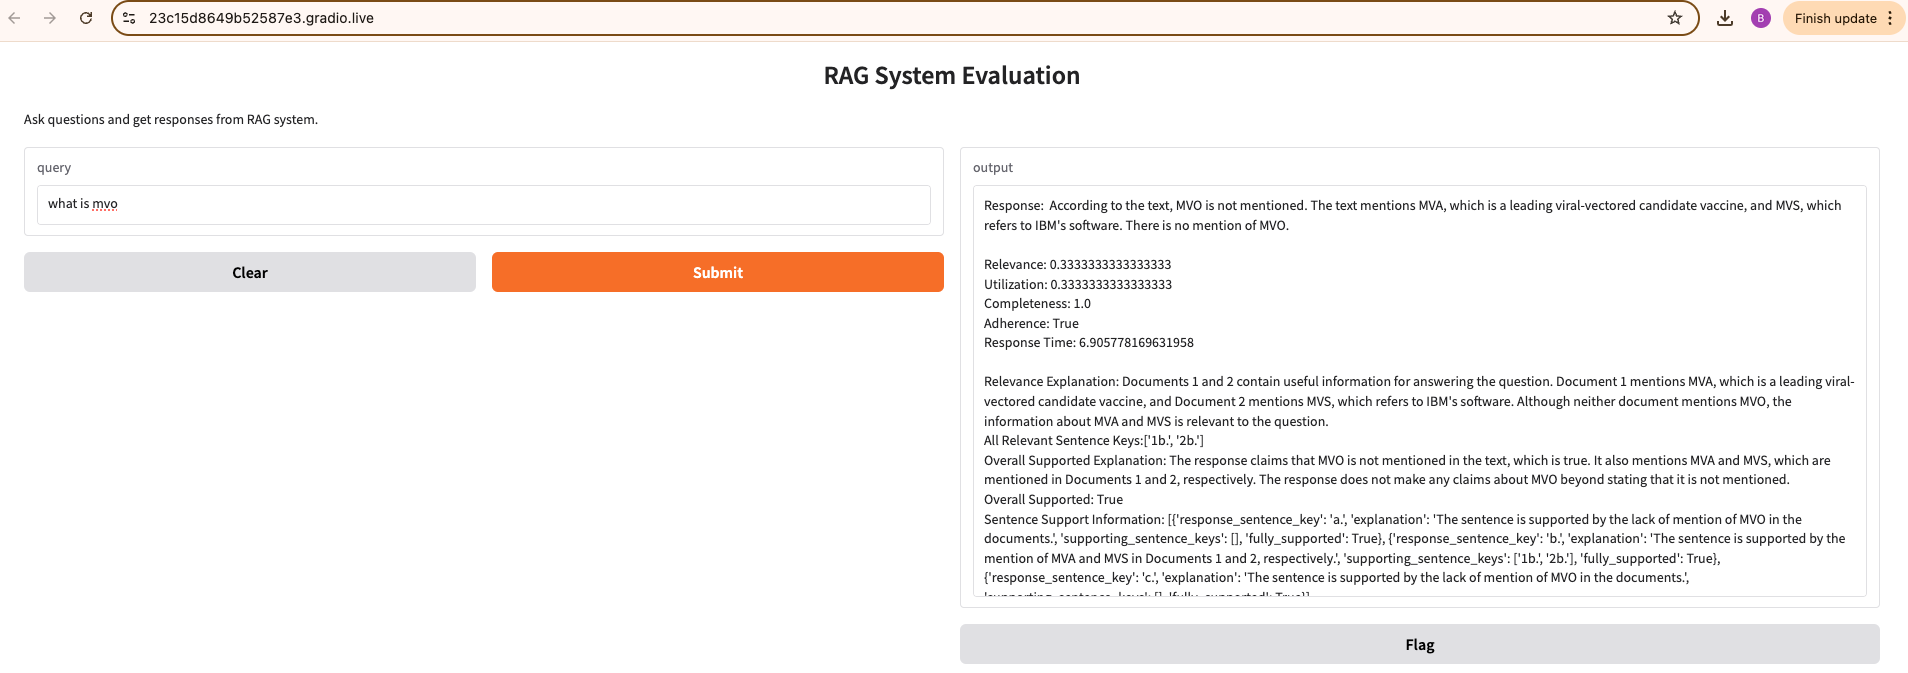 23c15d8649b52587e3.gradio.live
B
Finish update
RAG System Evaluation
Ask questions and get responses from RAG system.
query
what is mvo
Clear
Submit
output
Response:  According to the text, MVO is not mentioned. The text mentions MVA, which is a leading viral-vectored candidate vaccine, and MVS, which
refers to IBM's software. There is no mention of MVO.
Relevance: 0.3333333333333333
Utilization: 0.3333333333333333
Completeness: 1.0
Adherence: True
Response Time: 6.905778169631958
Relevance Explanation: Documents 1 and 2 contain useful information for answering the question. Document 1 mentions MVA, which is a leading viral-
vectored candidate vaccine, and Document 2 mentions MVS, which refers to IBM's software. Although neither document mentions MVO, the
information about MVA and MVS is relevant to the question.
All Relevant Sentence Keys:['1b.', '2b.']
Overall Supported Explanation: The response claims that MVO is not mentioned in the text, which is true. It also mentions MVA and MVS, which are
mentioned in Documents 1 and 2, respectively. The response does not make any claims about MVO beyond stating that it is not mentioned.
Overall Supported: True
Sentence Support Information: [{'response_sentence_key': 'a.', 'explanation': 'The sentence is supported by the lack of mention of MVO in the
documents.', 'supporting_sentence_keys': [], 'fully_supported': True}, {'response_sentence_key': 'b.', 'explanation': 'The sentence is supported by the
mention of MVA and MVS in Documents 1 and 2, respectively.', 'supporting_sentence_keys': ['1b.', '2b.'], 'fully_supported': True},
{'response_sentence_key': 'c.', 'explanation': 'The sentence is supported by the lack of mention of MVO in the documents.',
'supporting_sentence_keys': [], 'fully_supported': True}]
Flag